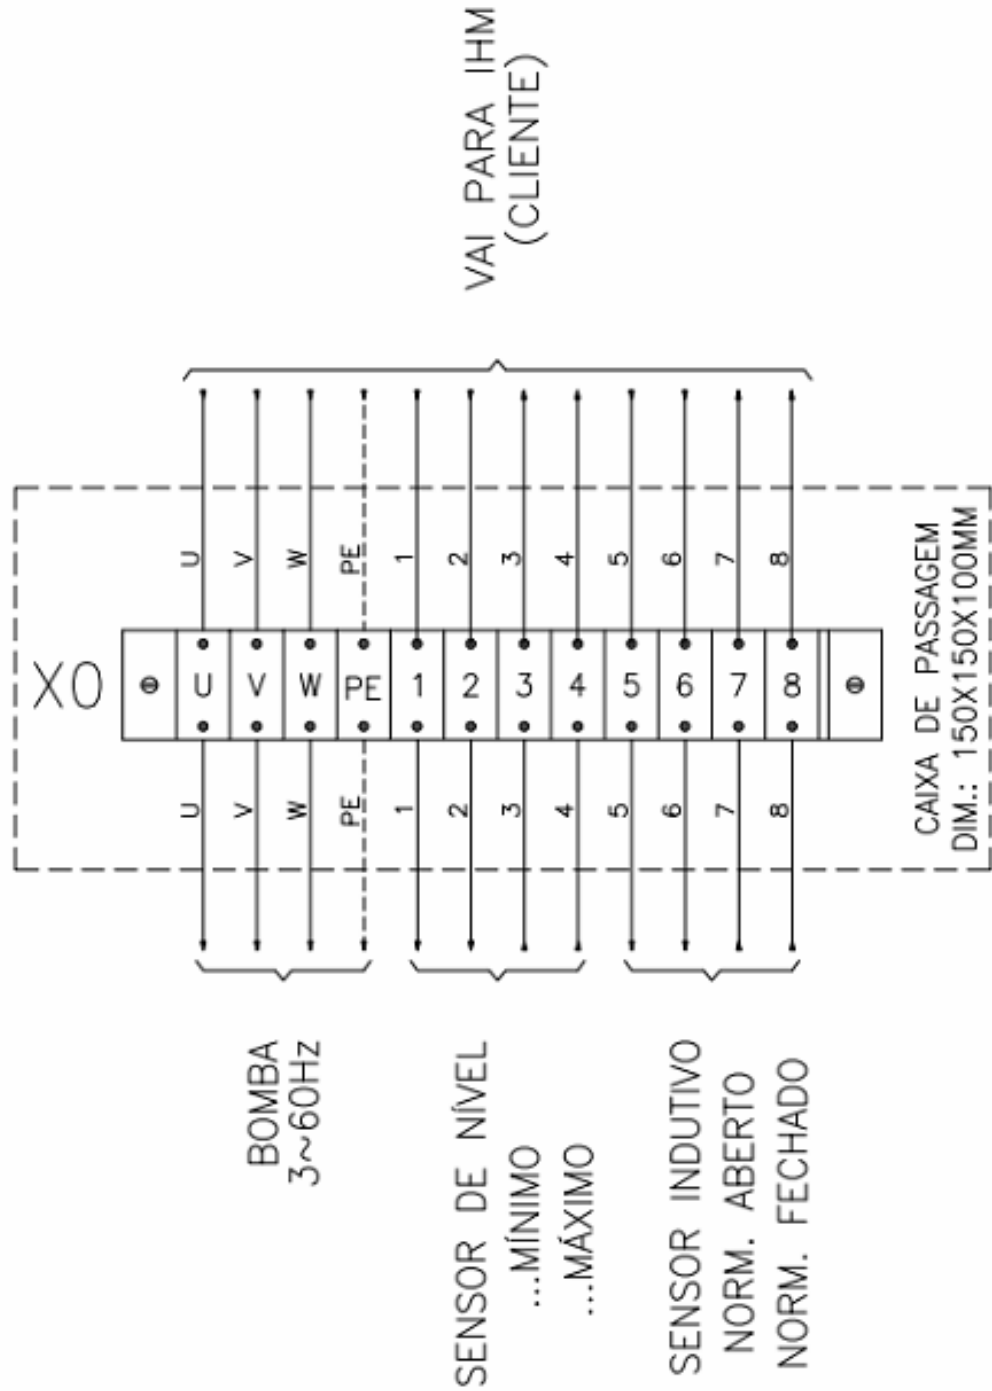 VAI PARA IHM
(CLIENTE)
U
V
W
PE
1
2
3
4
5
6
7
8
X0
U
V
W
PE
1
2
3
4
5
6
7
8
U
V
W
PE
1
2
3
4
5
6
7
8
CAIXA DE PASSAGEM
DIM.: 150X150X100MM
BOMBA
3~60Hz
SENSOR DE NÍVEL
...MÍNIMO
...MÁXIMO
SENSOR INDUTIVO
NORM. ABERTO
NORM. FECHADO